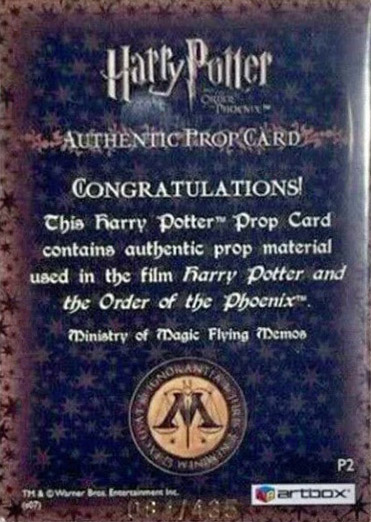 Harry Potter
AND THE
ORDER
OF THE
PHOENIX™
AUTHENTIC PROP CARD
CONGRATULATIONS!
This Harry Potter™ Prop Card
contains authentic prop material
used in the film Harry Potter and
the Order of the Phoenix™.
Ministry of Magic Flying Memos
M
P2
TM & © Warner Bros. Entertainment Inc.
(s07)
artbox